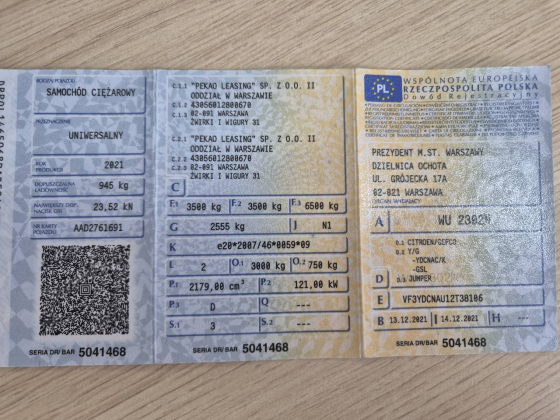 RODZAJ POJAZDU
SAMOCHÓD CIĘŻAROWY
PRZEZNACZENIE
UNIWERSALNY
ROK PRODUKCJI
2021
DOPUSZCZALNA ŁADOWNOŚĆ
945 kg
NAJWIĘKSZY DOP. NACISK OSI
23,52 kN
NR KARTY POJAZDU
AAD2761691
SERIA DR/BAR 5041468
C.1.1 "PEKAO LEASING" SP. Z O.O. II
ODDZIAŁ W WARSZAWIE
C.1.2 43056012800670
C.1.3 02-091 WARSZAWA
ŻWIRKI I WIGURY 31
C.2.1 "PEKAO LEASING" SP. Z O.O. II
ODDZIAŁ W WARSZAWIE
C.2.2 43056012800670
C.2.3 02-091 WARSZAWA
ŻWIRKI I WIGURY 31
C
F.1 3500 kg F.2 3500 kg F.3 6500 kg
G 2555 kg J N1
K e20*2007/46*0059*09
L 2 O.1 3000 kg O.2 750 kg
P.1 2179,00 cm³ P.2 121,00 kW
P.3 D Q ---
S.1 3 S.2 ---
SERIA DR/BAR 5041468
PL
WSPÓLNOTA EUROPEJSKA
RZECZPOSPOLITA POLSKA
Dowód Rejestracyjny
PREZYDENT M.ST. WARSZAWY
DZIELNICA OCHOTA
UL. GRÓJECKA 17A
02-021 WARSZAWA
ORGAN WYDAJĄCY
A
D.1 CITROEN/GEFCO
D.2 Y/G
-YDCNAC/K
-GSL
D D.3 JUMPER
E VF3YDCNAU12T38106
B 13.12.2021 I 14.12.2021 H ---
SERIA DR/BAR 5041468